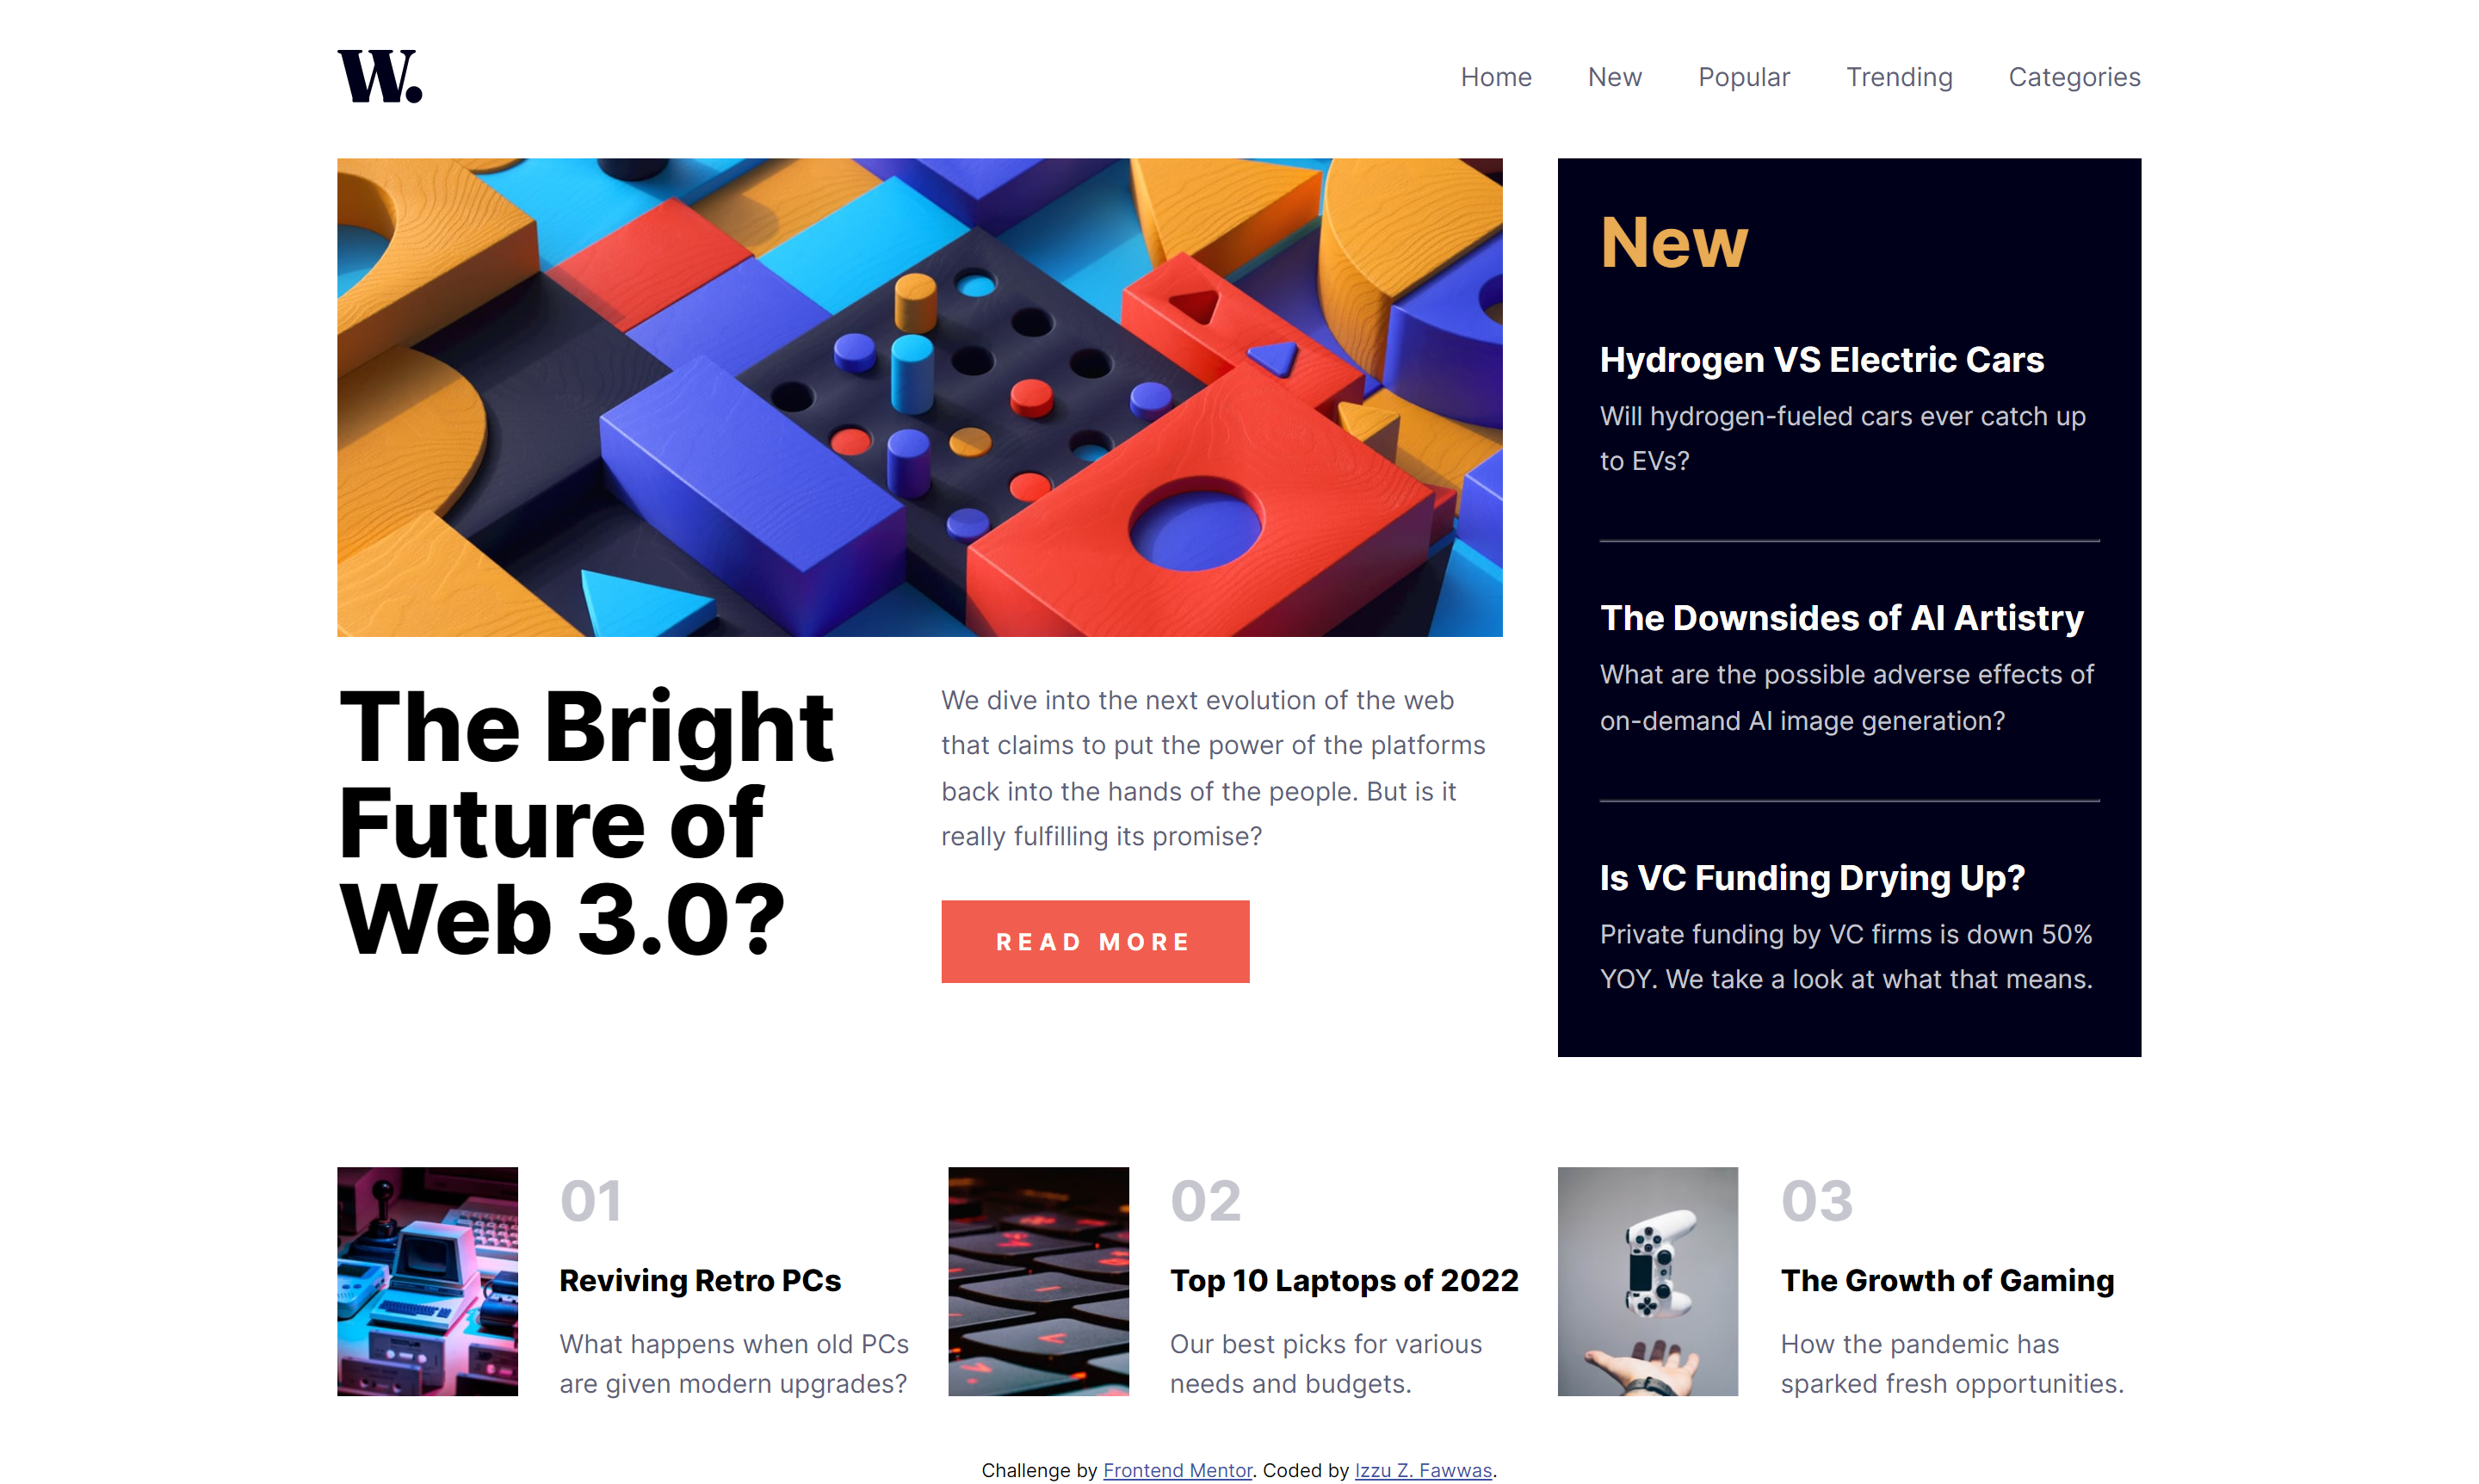 W.
Home New Popular Trending Categories
The Bright
Future of
Web 3.0?
We dive into the next evolution of the web
that claims to put the power of the platforms
back into the hands of the people. But is it
really fulfilling its promise?
READ MORE
New
Hydrogen VS Electric Cars
Will hydrogen-fueled cars ever catch up
to EVs?
The Downsides of AI Artistry
What are the possible adverse effects of
on-demand AI image generation?
Is VC Funding Drying Up?
Private funding by VC firms is down 50%
YOY. We take a look at what that means.
01
Reviving Retro PCs
What happens when old PCs
are given modern upgrades?
02
Top 10 Laptops of 2022
Our best picks for various
needs and budgets.
03
The Growth of Gaming
How the pandemic has
sparked fresh opportunities.
Challenge by Frontend Mentor. Coded by Izzu Z. Fawwas.